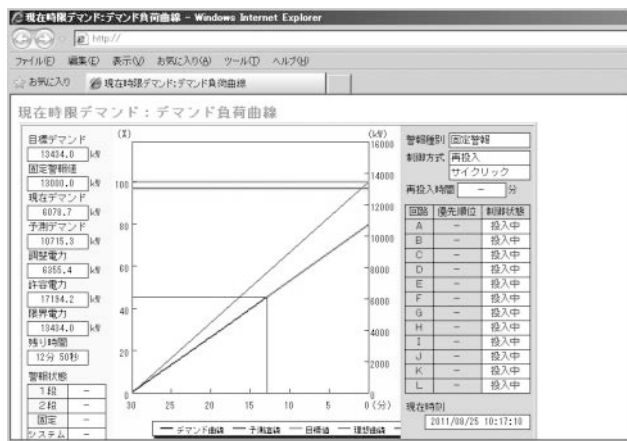 現在時限デマンド:デマンド負荷曲線 - Windows Internet Explorer
http://
ファイル(F) 編集(E) 表示(V) お気に入り(A) ツール(T) ヘルプ(H)
お気に入り 現在時限デマンド:デマンド負荷曲線
現在時限デマンド：デマンド負荷曲線
目標デマンド
13434.0 kW
固定警報値
13000.0 kW
現在デマンド
6078.7 kW
予測デマンド
10715.3 kW
調整電力
6355.4 kW
許容電力
17194.2 kW
限界電力
13434.0 kW
残り時間
12分 50秒
警報状態
1段 -
2段 -
固定 -
システム -
(%) (kW)
100
80
60
40
20
0
16000
14000
12000
10000
8000
6000
4000
2000
30 25 20 15 10 5 0 (分)
デマンド曲線 予測直線 目標値 理想曲線
警報種別 固定警報
制御方式 再投入
サイクリック
再投入時間 - 分
回路 優先順位 制御状態
A - 投入中
B - 投入中
C - 投入中
D - 投入中
E - 投入中
F - 投入中
G - 投入中
H - 投入中
I - 投入中
J - 投入中
K - 投入中
L - 投入中
現在時刻
2011/08/25 10:17:10